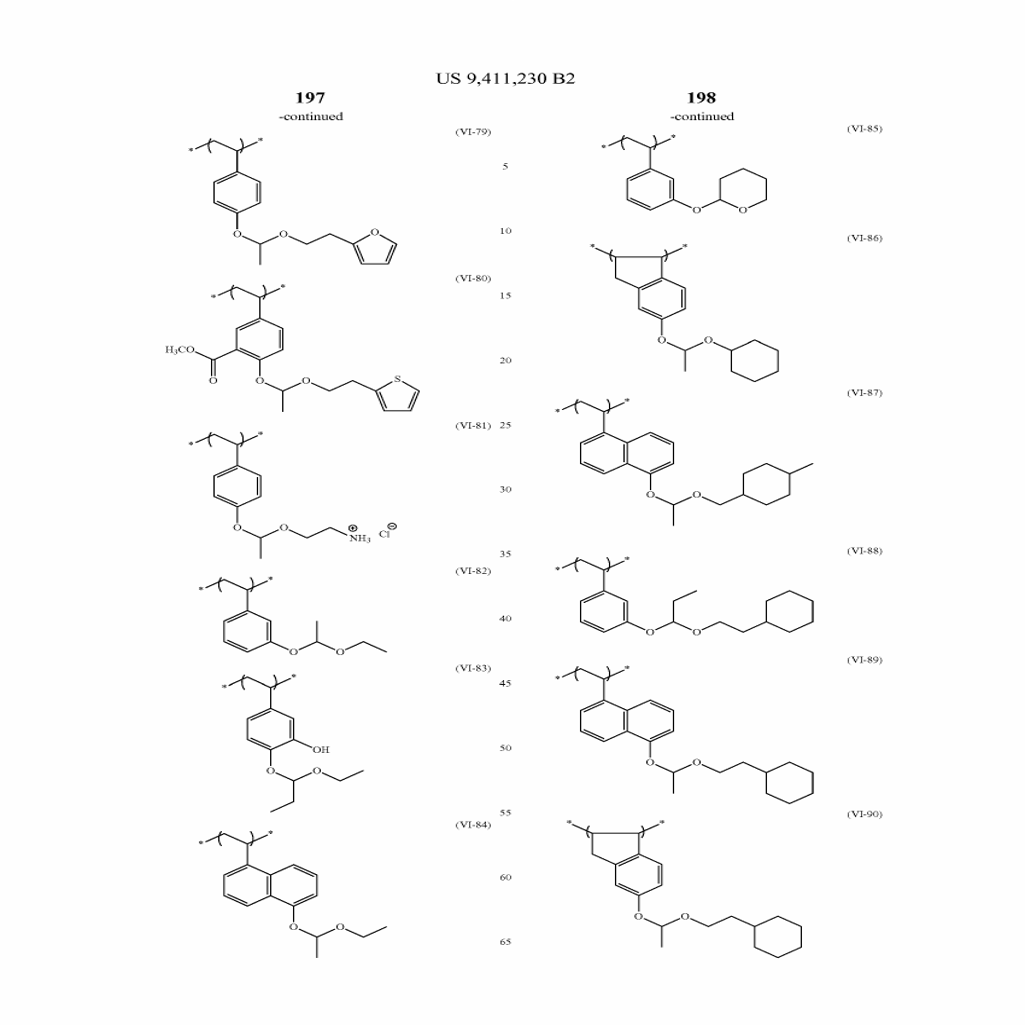 US 9,411,230 B2
197
-continued
(VI-79)
5
O
O
O
10
(VI-80)
15
H3CO
O
20
O
O
S
(VI-81)
25
30
O
O
⊕
NH3
Cl⊖
35
(VI-82)
40
O
O
(VI-83)
45
OH
50
O
O
55
(VI-84)
60
O
O
65
198
-continued
(VI-85)
O
O
(VI-86)
O
O
(VI-87)
O
O
(VI-88)
O
O
(VI-89)
O
O
(VI-90)
O
O